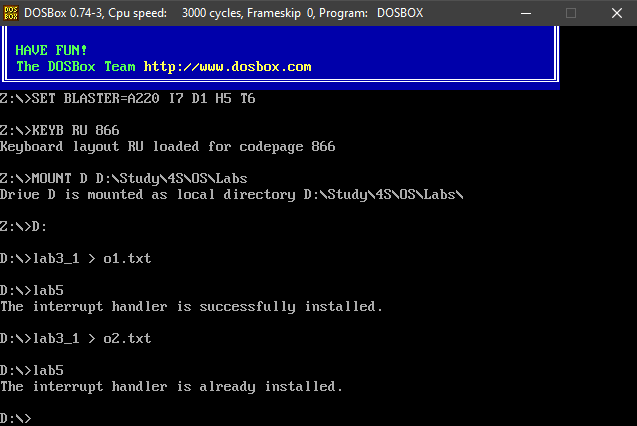 DOS
BOX
DOSBox 0.74-3, Cpu speed:    3000 cycles, Frameskip  0, Program:   DOSBOX
HAVE FUN!
The DOSBox Team http://www.dosbox.com
Z:\>SET BLASTER=A220 I7 D1 H5 T6
Z:\>KEYB RU 866
Keyboard layout RU loaded for codepage 866
Z:\>MOUNT D D:\Study\4S\OS\Labs
Drive D is mounted as local directory D:\Study\4S\OS\Labs\
Z:\>D:
D:\>lab3_1 > o1.txt
D:\>lab5
The interrupt handler is successfully installed.
D:\>lab3_1 > o2.txt
D:\>lab5
The interrupt handler is already installed.
D:\>